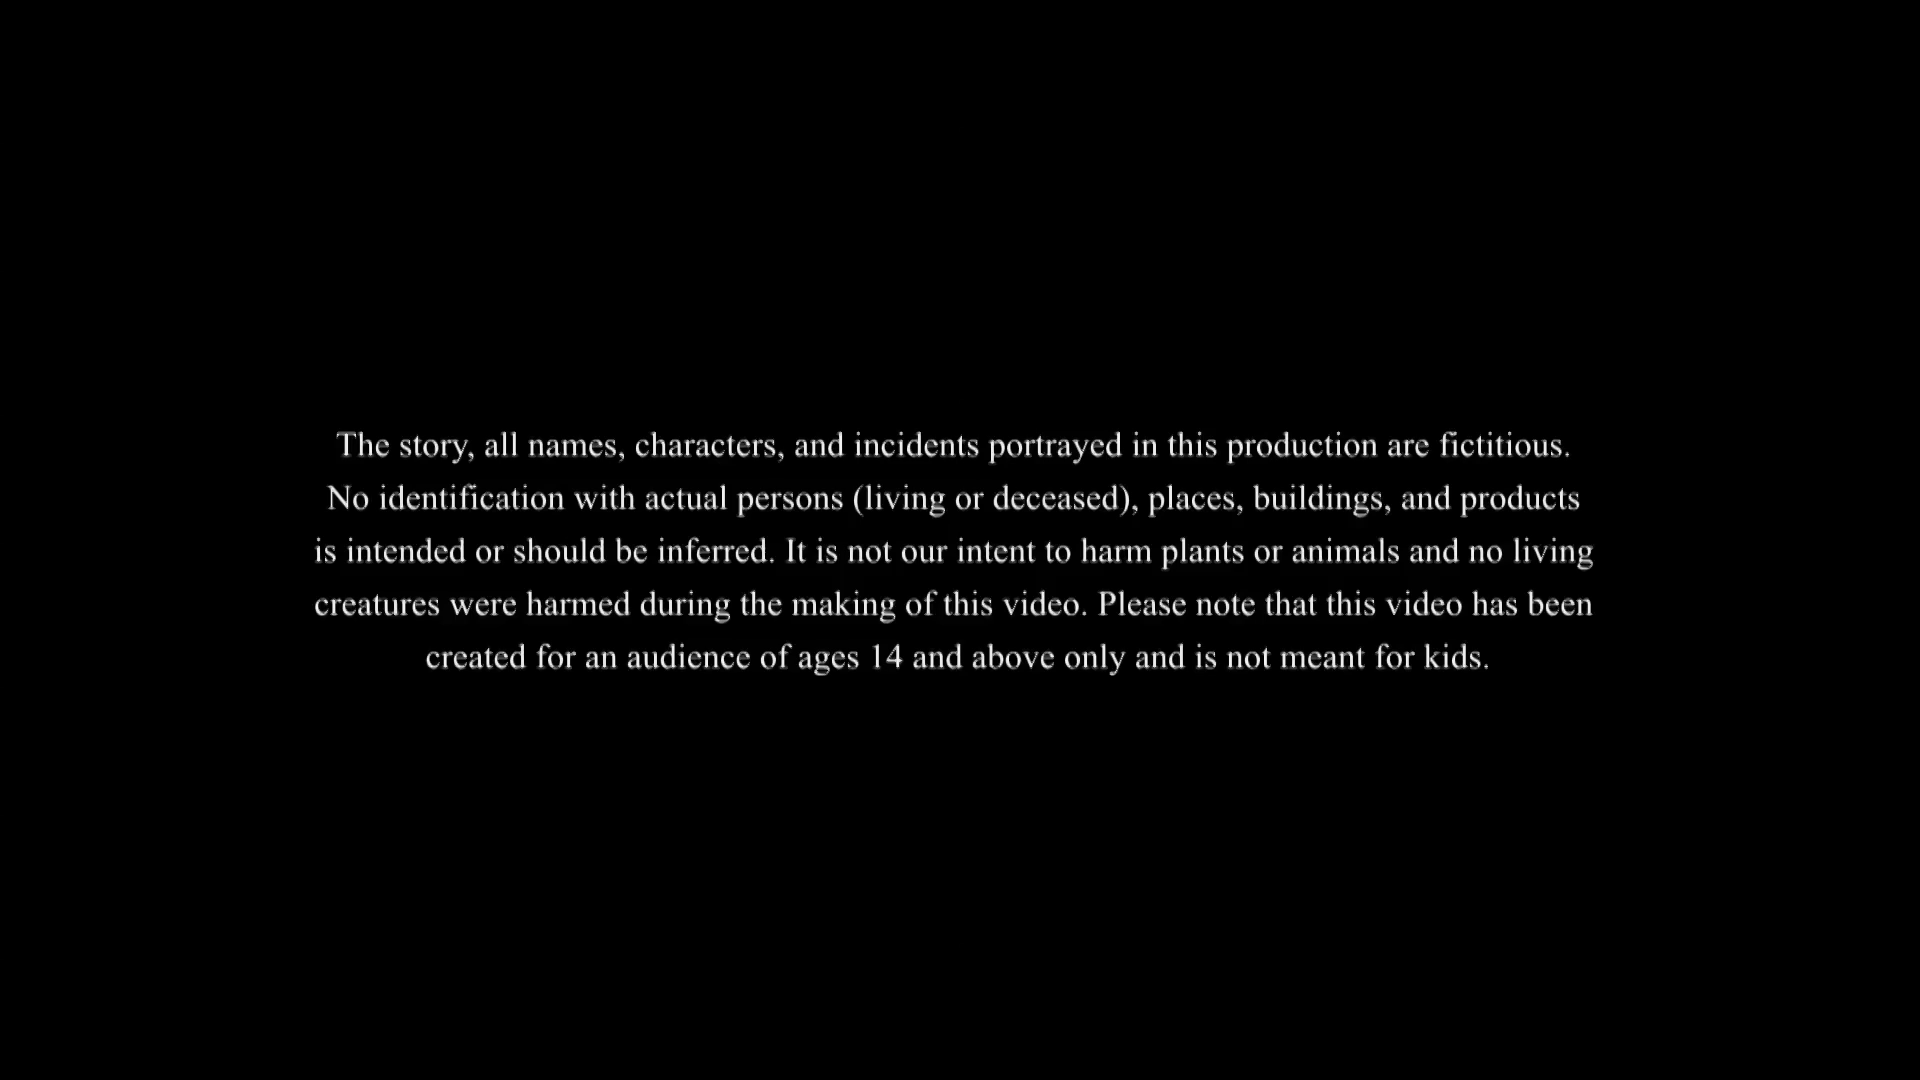 The story, all names, characters, and incidents portrayed in this production are fictitious.
No identification with actual persons (living or deceased), places, buildings, and products
is intended or should be inferred. It is not our intent to harm plants or animals and no living
creatures were harmed during the making of this video. Please note that this video has been
created for an audience of ages 14 and above only and is not meant for kids.